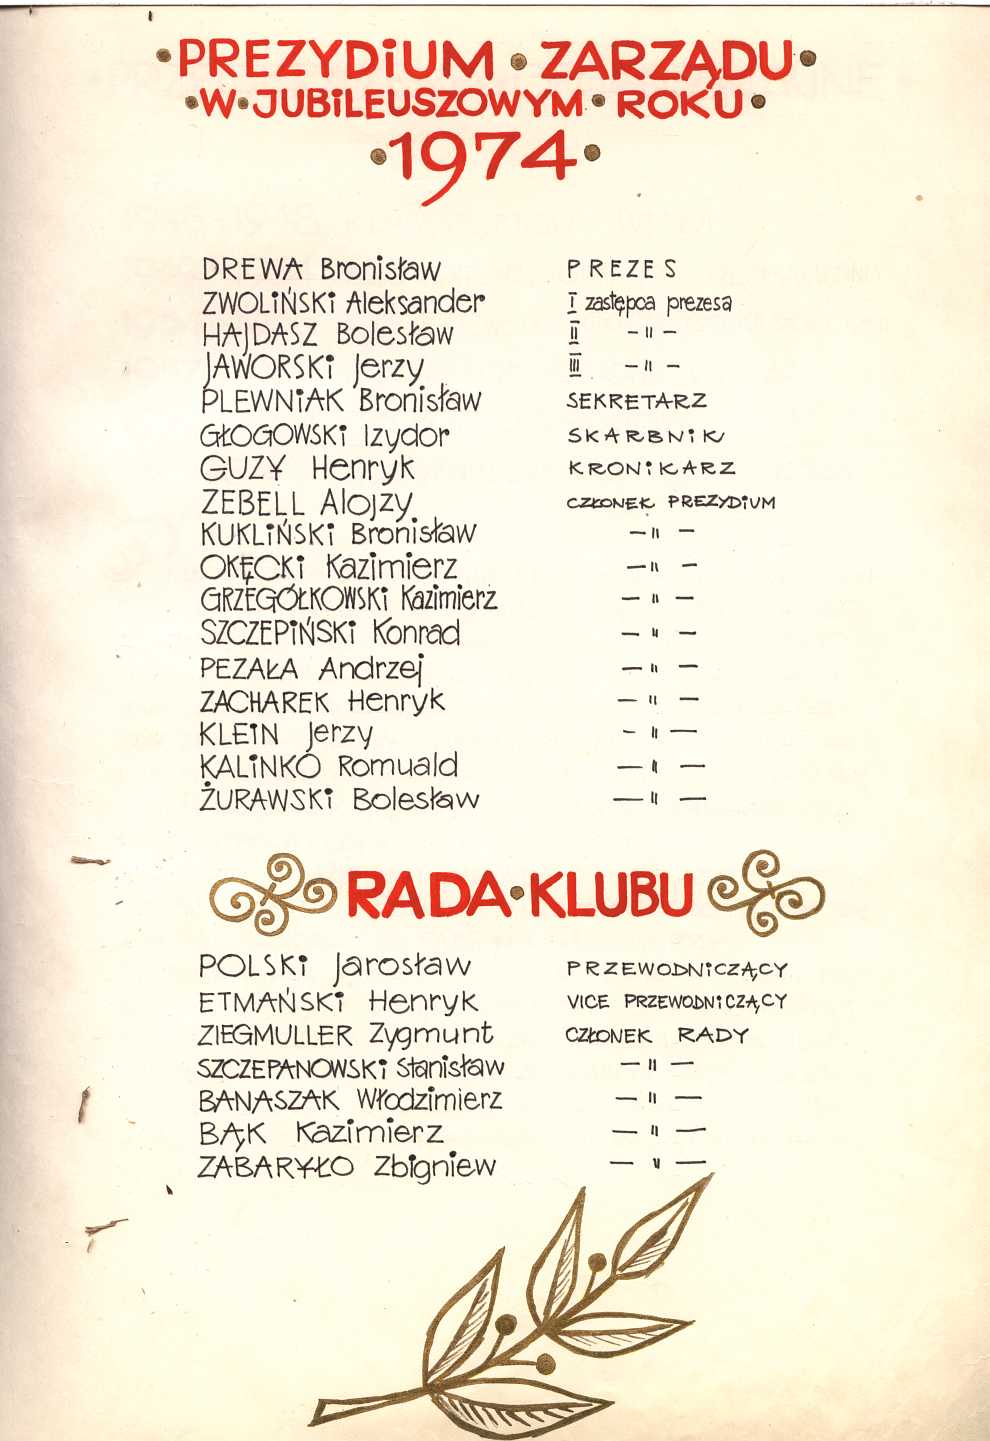 • PREZYDiUM • ZARZĄDU •
• W • JUBiLEUSZOWYM • ROKU •
• 1974 •
DREWA Bronisław PREZES
ZWOLiŃSKi Aleksander I zastępca prezesa
HAJDASZ Bolesław II – " –
JAWORSKi Jerzy III – " –
PLEWNiAK Bronisław SEKRETARZ
GŁOGOWSKi Izydor SKARBNiK
GUZY Henryk KRONiKARZ
ZEBELL Alojzy CZŁONEK PREZYDiUM
KUKLiŃSKi Bronisław – " –
OKĘCKi Kazimierz – " –
GRZEGÓŁKOWSKi Kazimierz – " –
SZCZEPiŃSKi Konrad – " –
PEZAŁA Andrzej – " –
ZACHAREK Henryk – " –
KLEiN Jerzy – " –
KALiNKO Romuald – " –
ŻURAWSKi Bolesław – " –
RADA • KLUBU
POLSKi Jarosław PRZEWODNiCZĄCY
ETMAŃSKi Henryk VICE PRZEWODNiCZĄCY
ZIEGMULLER Zygmunt CZŁONEK RADY
SZCZEPANOWSKi Stanisław – " –
BANASZAK Włodzimierz – " –
BĄK Kazimierz – " –
ZABARYŁO Zbigniew – " –